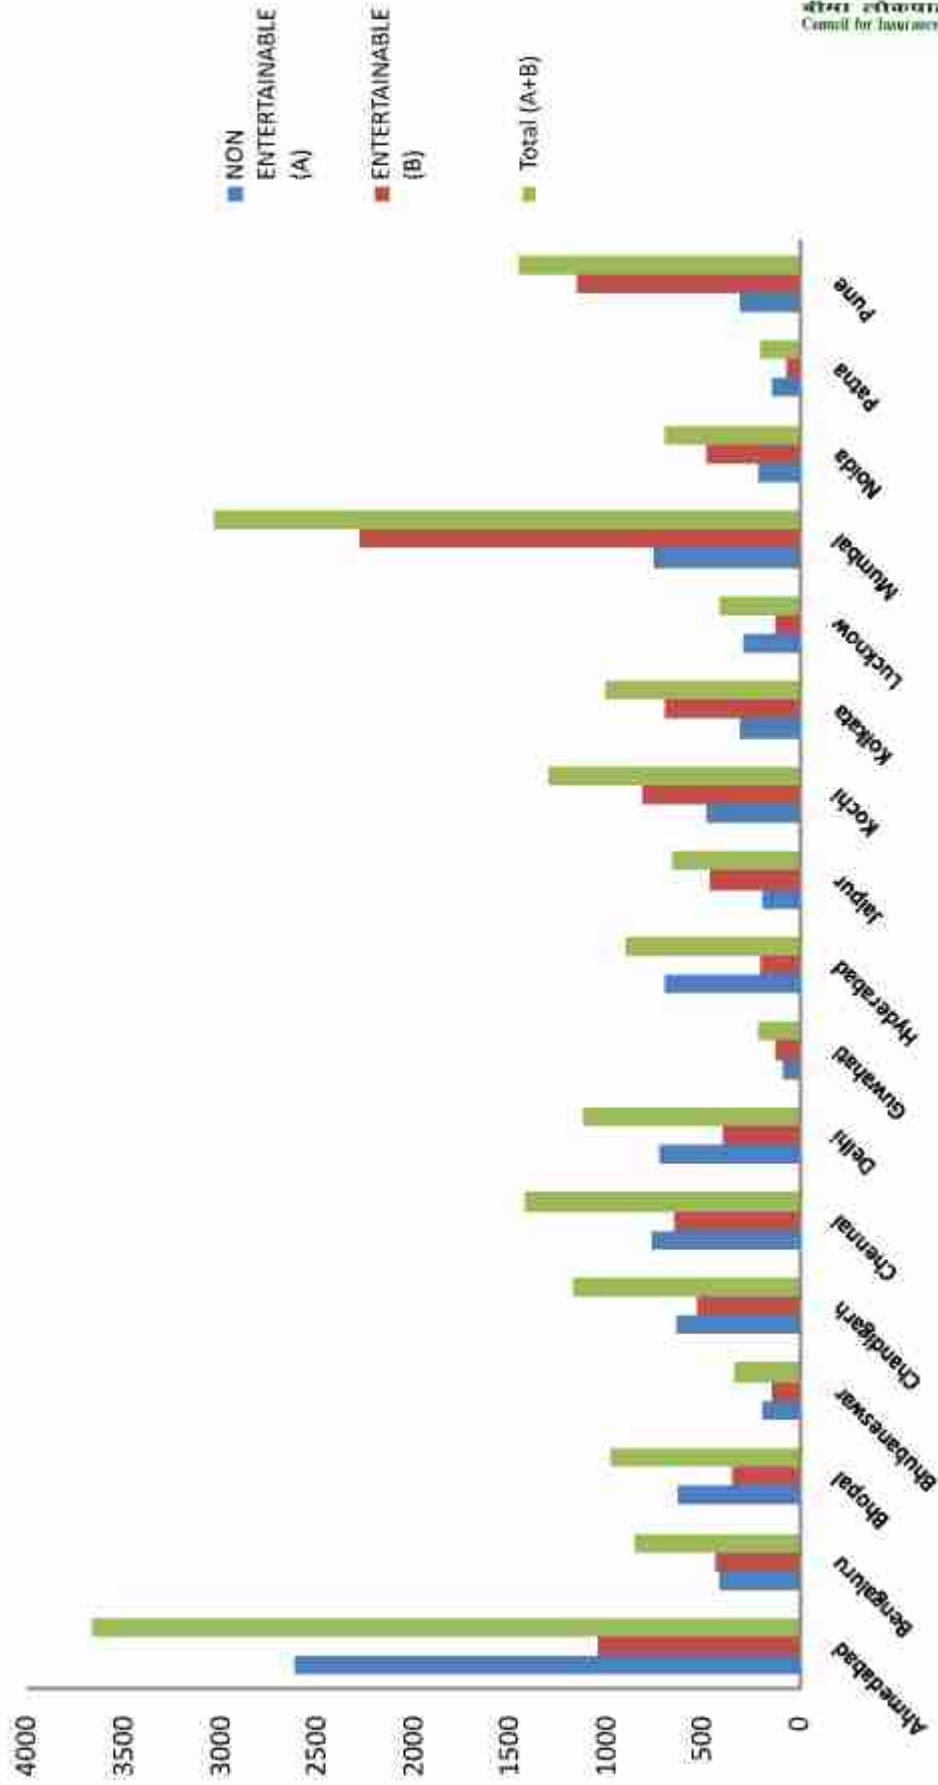 4000
3500
3000
2500
2000
1500
1000
500
0
Ahmedabad
Bengaluru
Bhopal
Bhubaneswar
Chandigarh
Chennai
Delhi
Guwahati
Hyderabad
Jaipur
Kochi
Kolkata
Lucknow
Mumbai
Noida
Patna
Pune
NON
ENTERTAINABLE
(A)
ENTERTAINABLE
(B)
Total (A+B)
बीमा लोकपाल
Council for Insurance